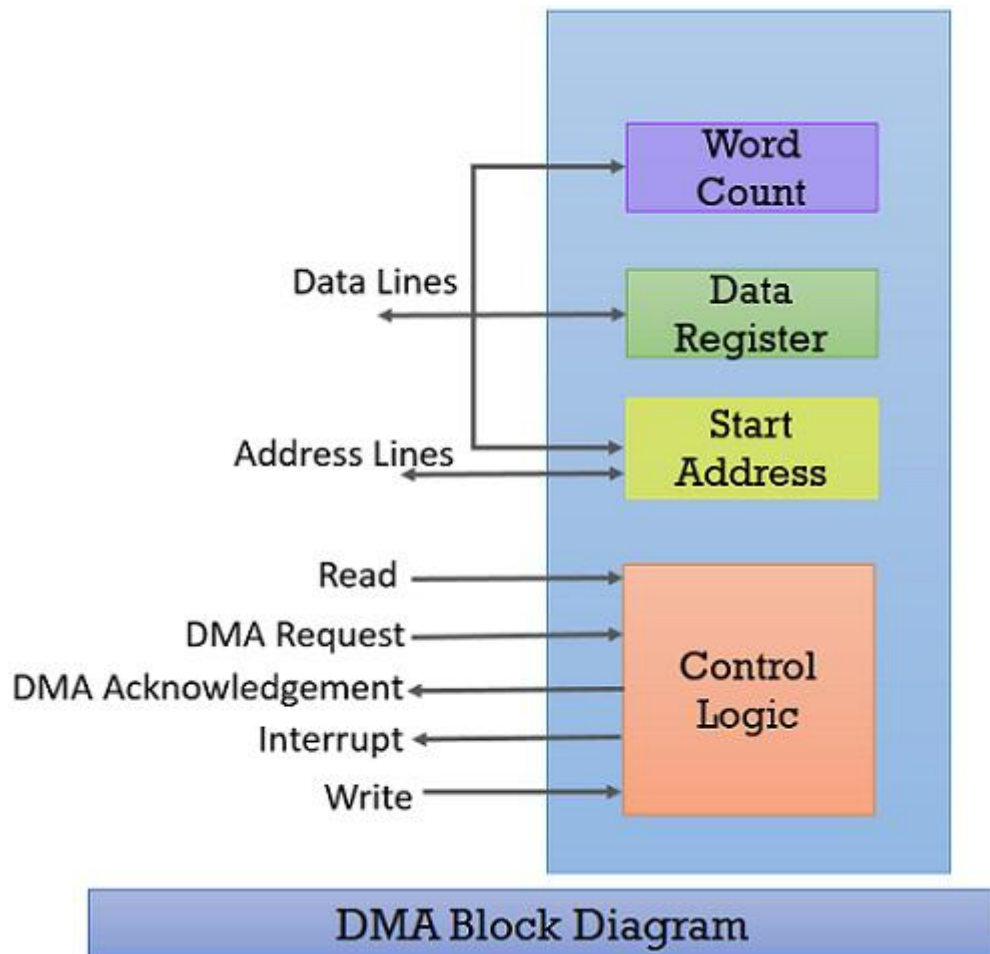 Word
Count
Data Lines
Data
Register
Start
Address
Address Lines
Read
DMA Request
DMA Acknowledgement
Interrupt
Write
Control
Logic
DMA Block Diagram